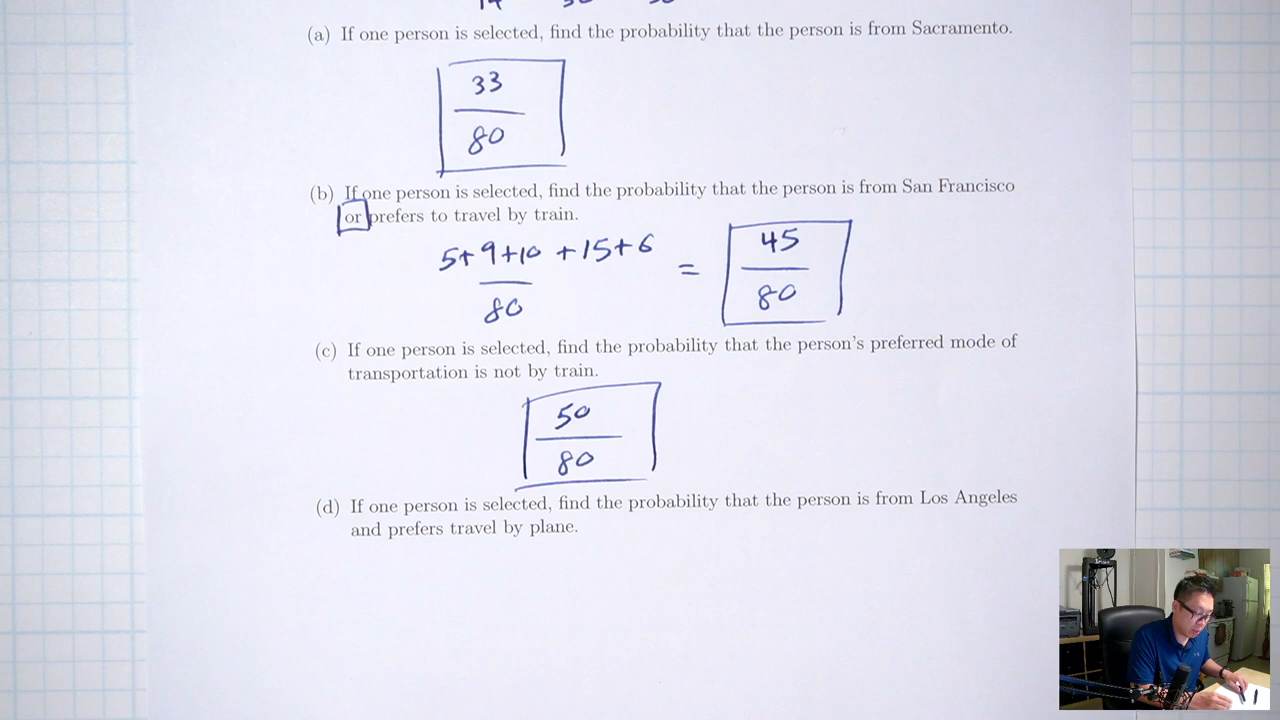 (a) If one person is selected, find the probability that the person is from Sacramento.
33
80
(b) If one person is selected, find the probability that the person is from San Francisco
or prefers to travel by train.
5+9+10+15+6
80
=
45
80
(c) If one person is selected, find the probability that the person's preferred mode of
transportation is not by train.
50
80
(d) If one person is selected, find the probability that the person is from Los Angeles
and prefers travel by plane.